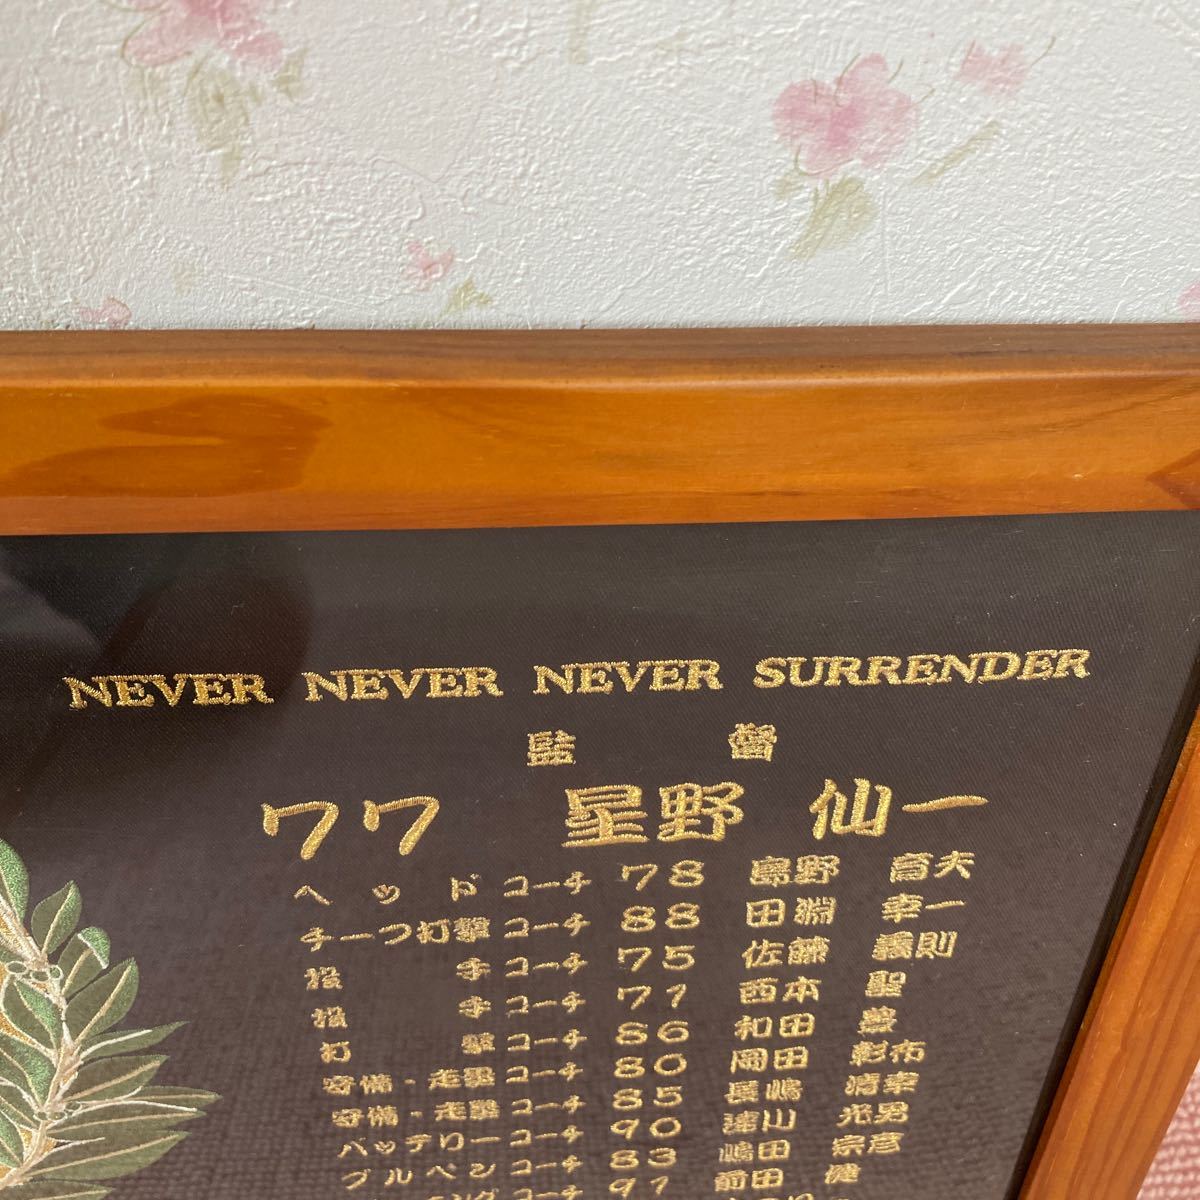 NEVER NEVER NEVER SURRENDER
監督
77 星野 仙一
ヘッドコーチ 78 島野 育夫
チーフ打撃コーチ 88 田淵 幸一
投手コーチ 75 佐藤 義則
投手コーチ 71 西本 聖
打撃コーチ 86 和田 豊
守備・走塁コーチ 80 岡田 彰布
守備・走塁コーチ 85 長嶋 清幸
バッテリーコーチ 90 達川 光男
ブルペンコーチ 83 嶋田 宗彦
91 前田 健